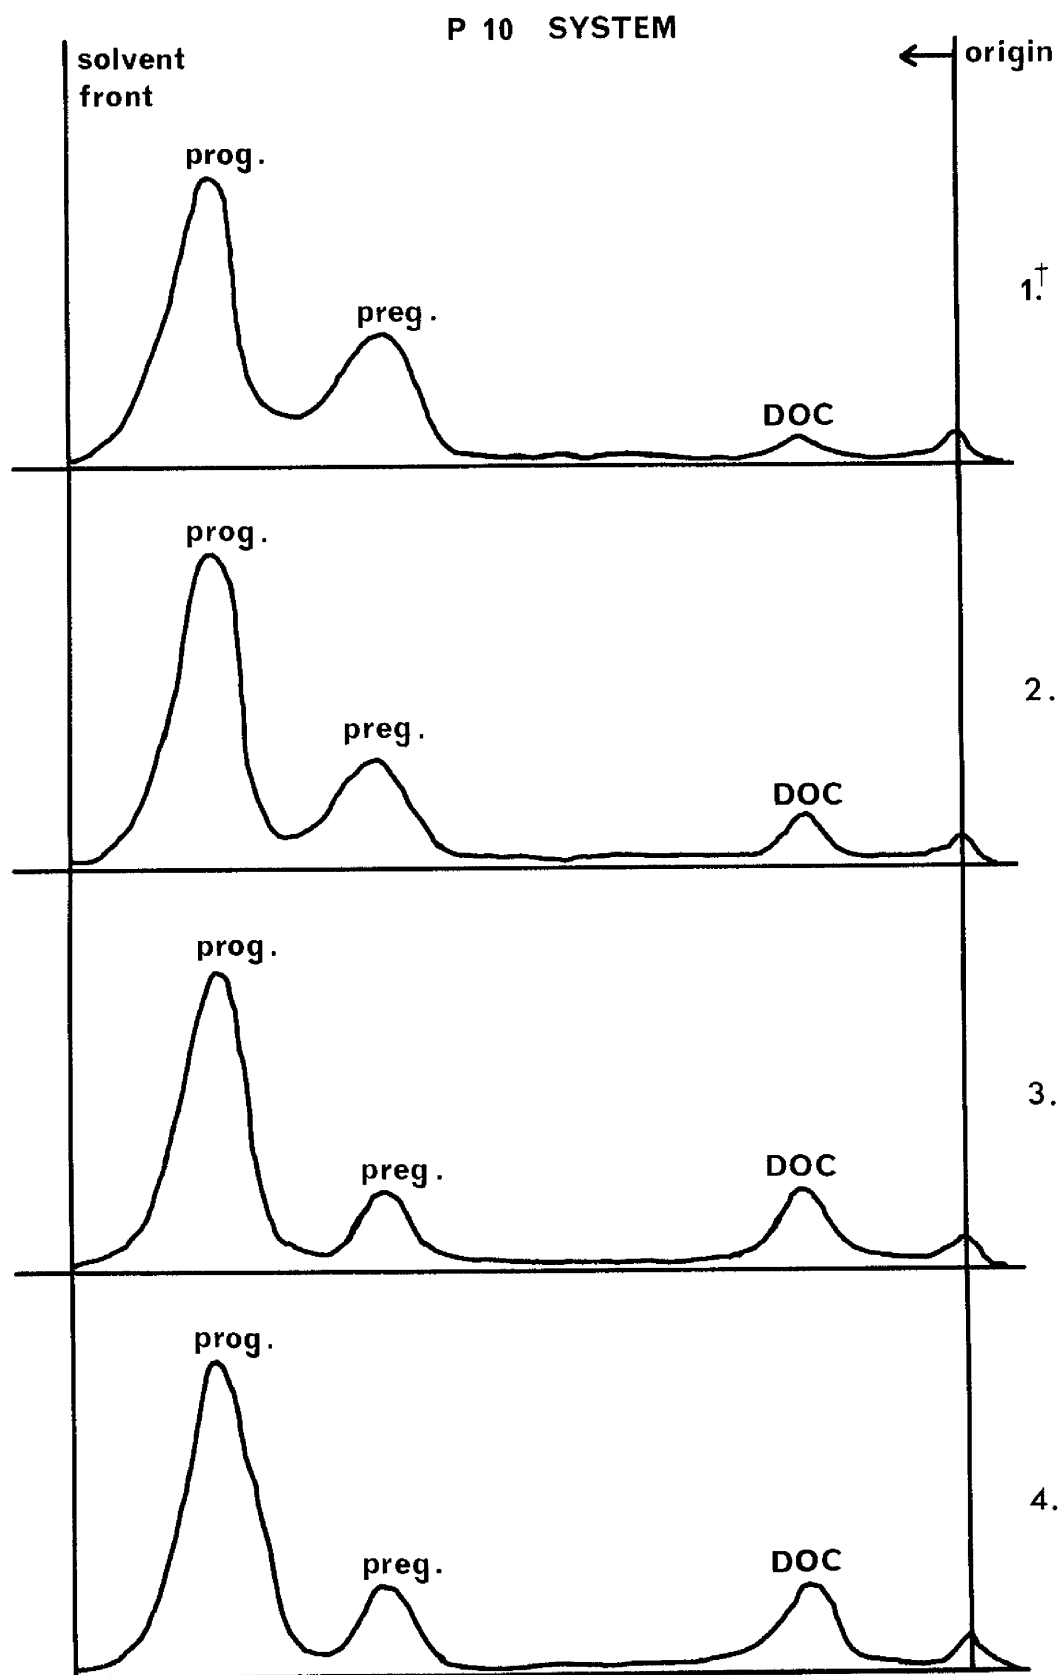 P 10 SYSTEM
solvent
front
origin
prog.
preg.
DOC
1.†
prog.
preg.
DOC
2.
prog.
preg.
DOC
3.
prog.
preg.
DOC
4.